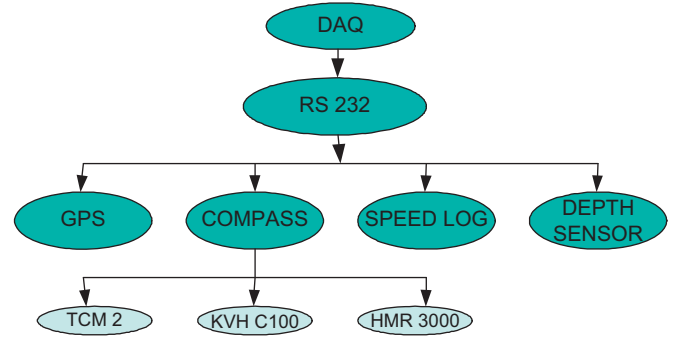 DAQ
RS 232
GPS
COMPASS
SPEED LOG
DEPTH
SENSOR
TCM 2
KVH C100
HMR 3000